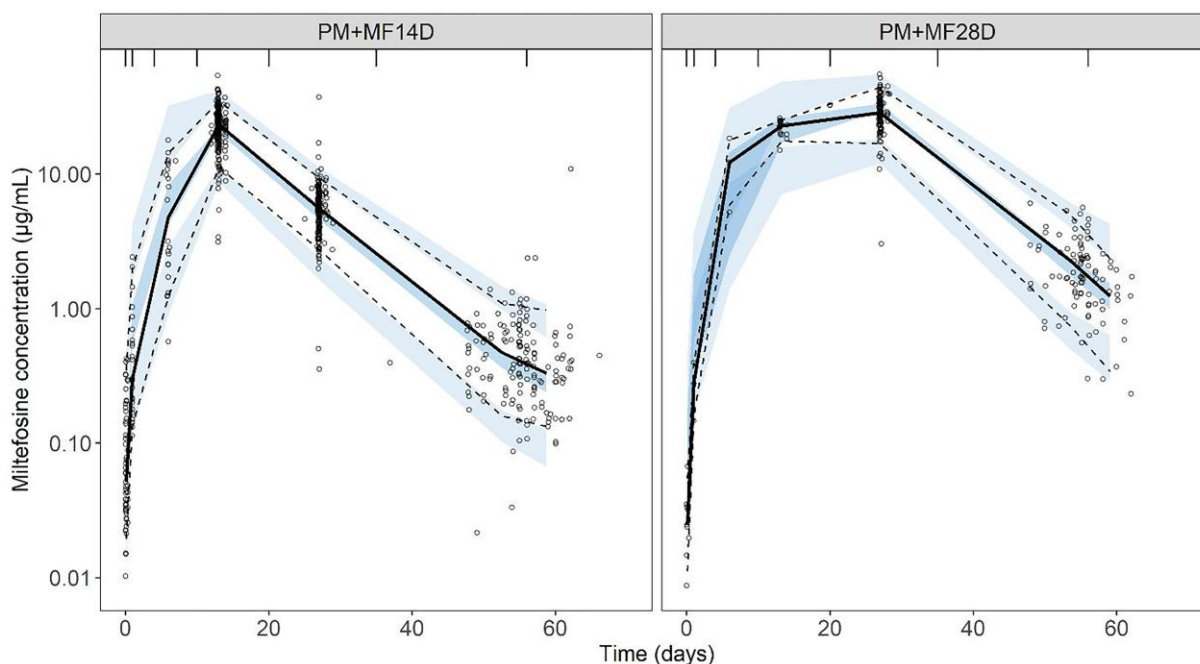 PM+MF14D PM+MF28D
Miltefosine concentration (µg/mL)
10.00
1.00
0.10
0.01
0 20 40 60 0 20 40 60
Time (days)